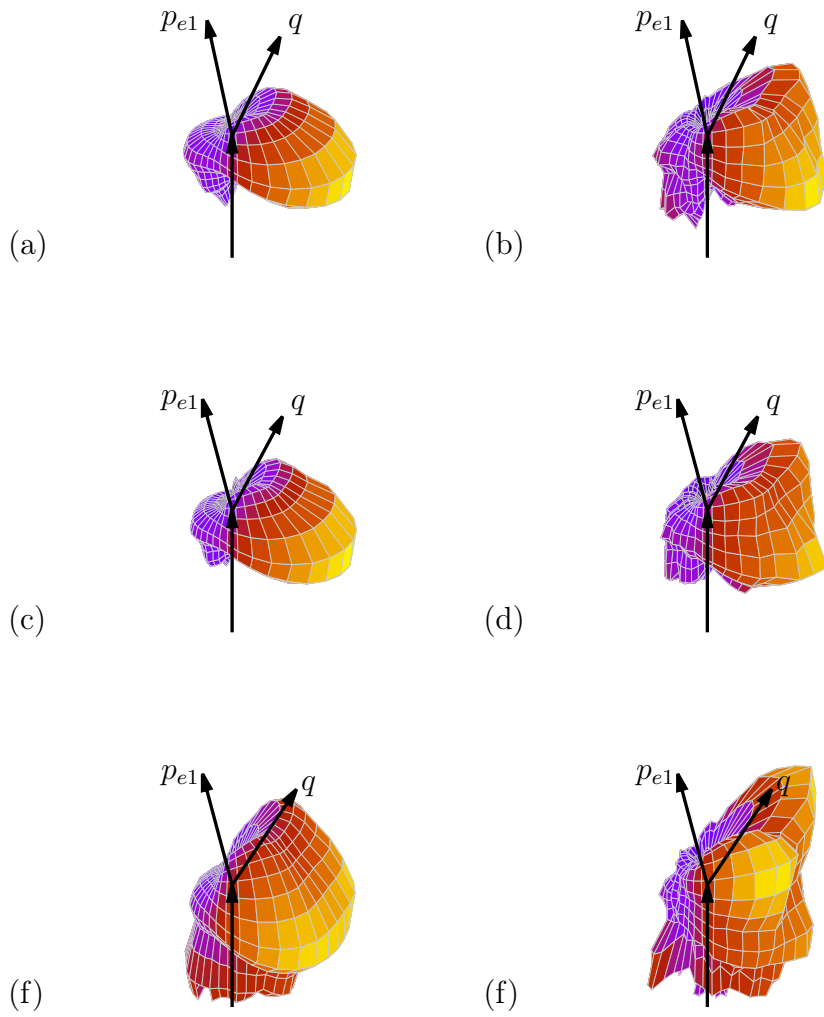 p_{e1} q p_{e1} q
(a) (b)
p_{e1} q p_{e1} q
(c) (d)
p_{e1} q p_{e1} q
(f) (f)